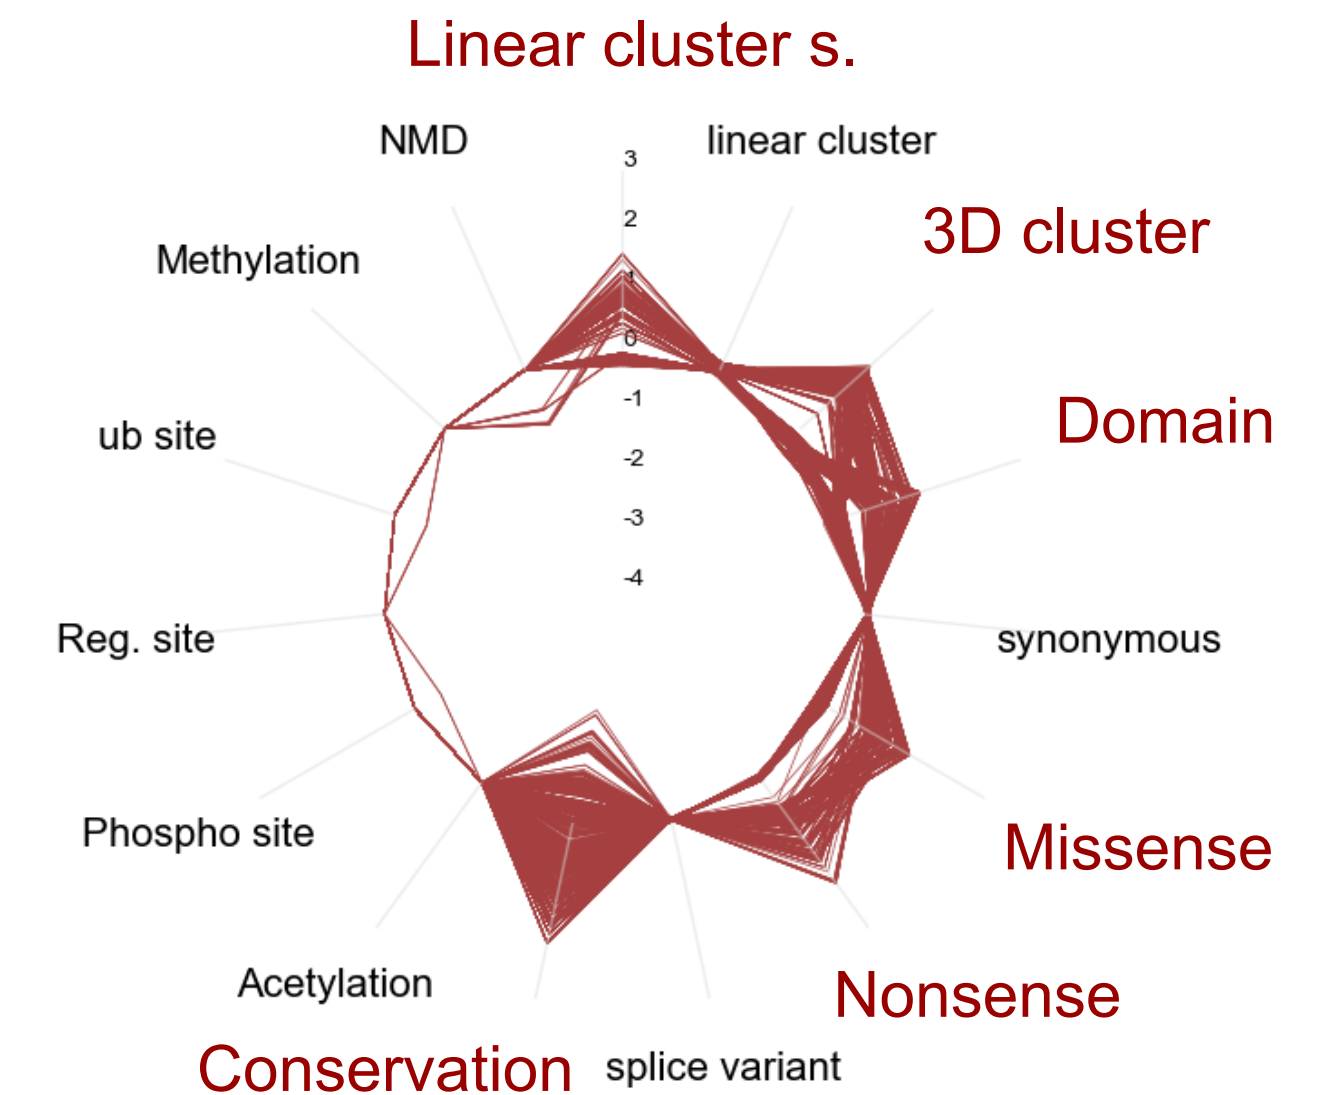 Linear cluster s.
NMD
linear cluster
3
3D cluster
2
Methylation
1
0
-1
Domain
ub site
-2
-3
-4
Reg. site
synonymous
Phospho site
Missense
Acetylation
Nonsense
Conservation
splice variant